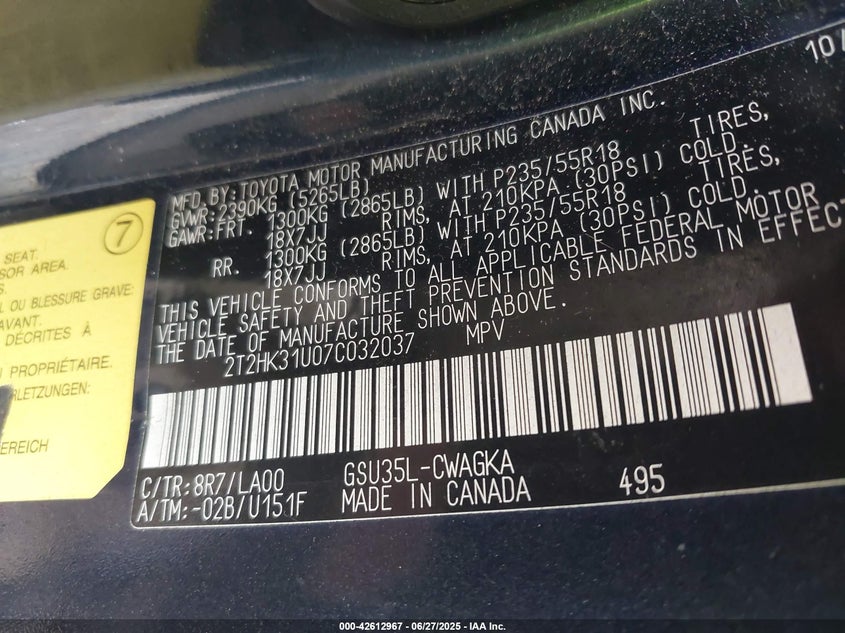 10/
MFD.BY:TOYOTA MOTOR MANUFACTURING CANADA INC.
GVWR:2390KG (5265LB)
GAWR:FRT. 1300KG (2865LB) WITH P235/55R18 TIRES,
18X7JJ RIMS, AT 210KPA (30PSI) COLD.
RR. 1300KG (2865LB) WITH P235/55R18 TIRES,
18X7JJ RIMS, AT 210KPA (30PSI) COLD.
THIS VEHICLE CONFORMS TO ALL APPLICABLE FEDERAL MOTOR
VEHICLE SAFETY AND THEFT PREVENTION STANDARDS IN EFFECT
THE DATE OF MANUFACTURE SHOWN ABOVE.
2T2HK31U07C032037 MPV
C/TR:8R7/LA00 GSU35L-CWAGKA
A/TM:-02B/U151F MADE IN CANADA 495
7
SEAT.
SOR AREA.
OU BLESSURE GRAVE:
AVANT.
DÉCRITES À
PROPRIÉTAIRE.
RLETZUNGEN:
BEREICH
000-42612967 — 06/27/2025 — IAA Inc.